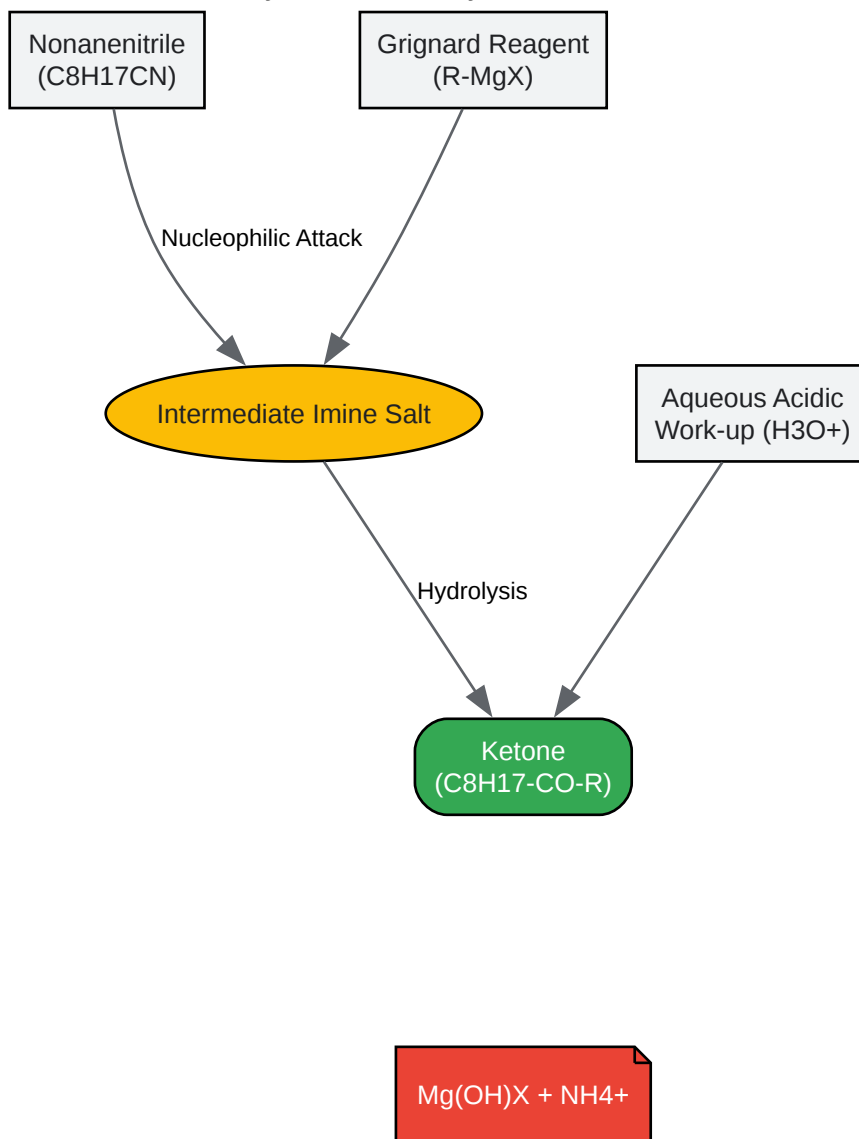 Nonanenitrile
(C8H17CN)
Grignard Reagent
(R-MgX)
Nucleophilic Attack
Intermediate Imine Salt
Aqueous Acidic
Work-up (H3O+)
Hydrolysis
Ketone
(C8H17-CO-R)
Mg(OH)X + NH4+